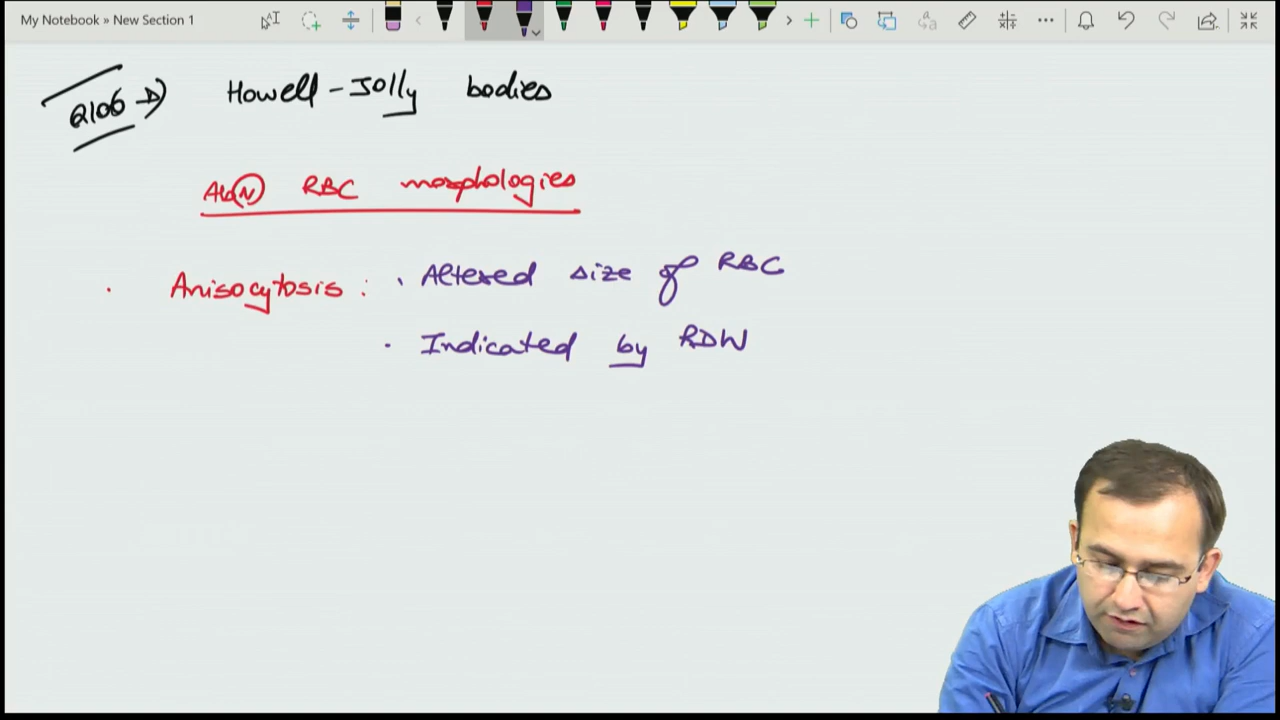 My Notebook » New Section 1
Q106 → Howell-Jolly bodies
Ab(N) RBC morphologies
· Anisocytosis : · Altered size of RBC
· Indicated by RDW